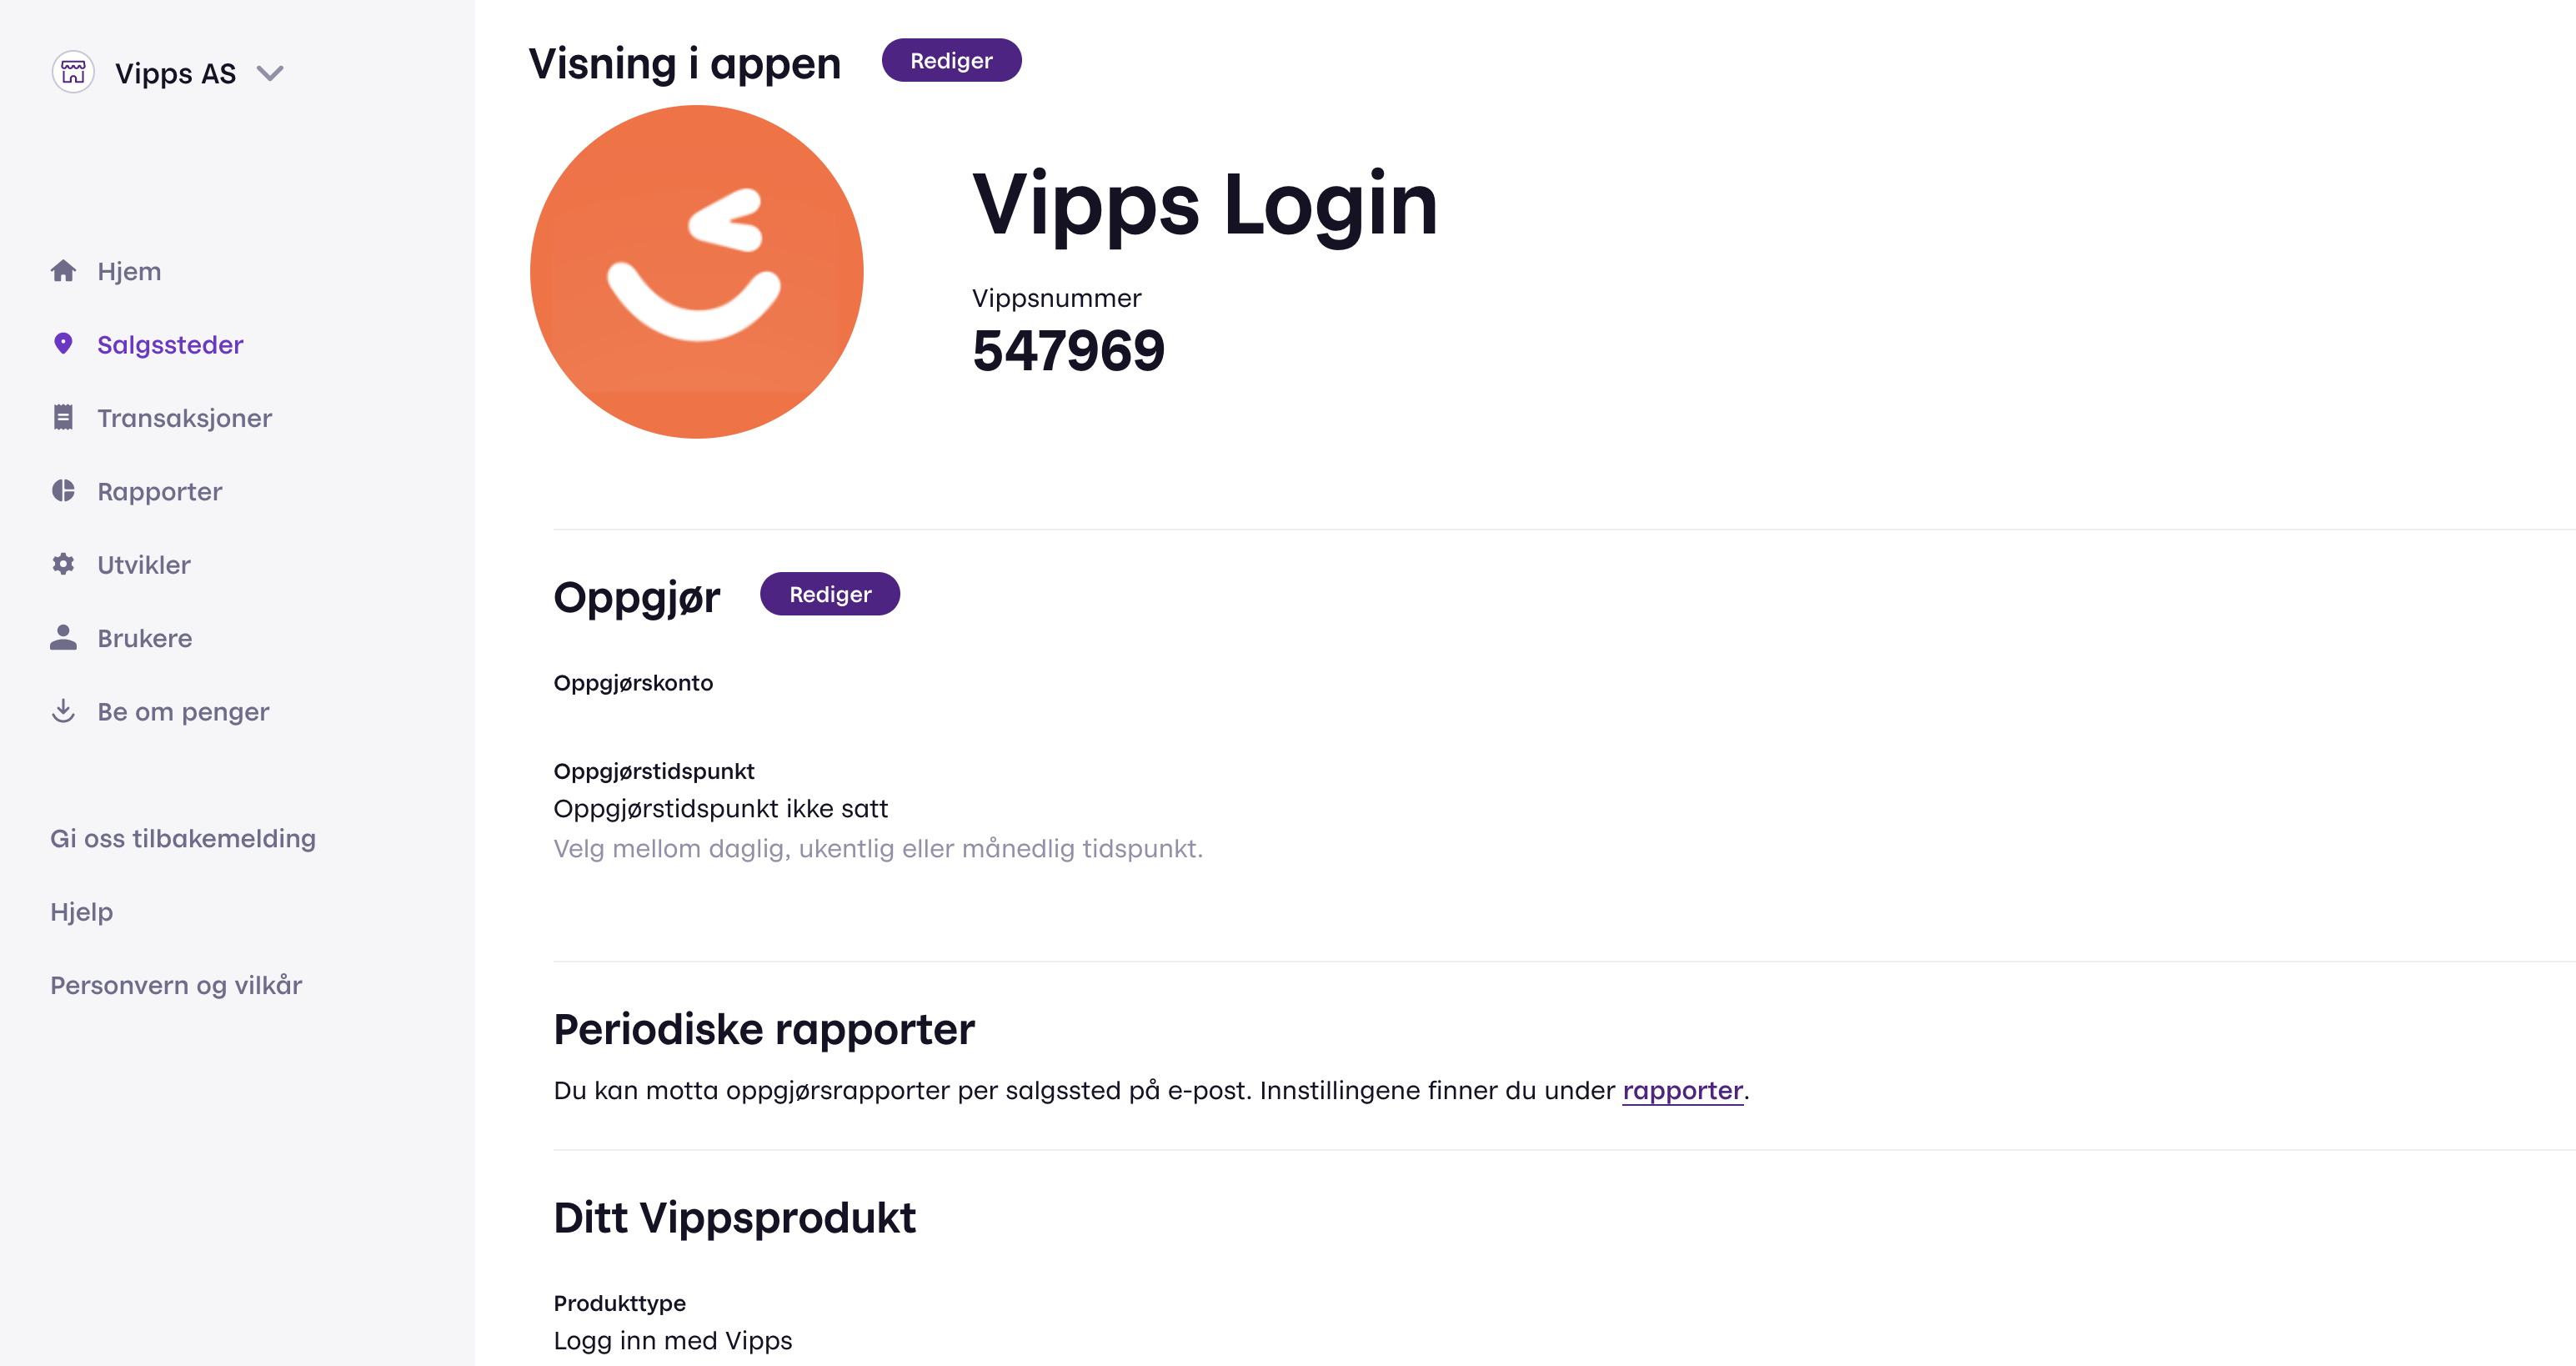 Vipps AS
Hjem
Salgssteder
Transaksjoner
Rapporter
Utvikler
Brukere
Be om penger
Gi oss tilbakemelding
Hjelp
Personvern og vilkår
Visning i appen
Rediger
Vipps Login
Vippsnummer
547969
Oppgjør
Rediger
Oppgjørskonto
Oppgjørstidspunkt
Oppgjørstidspunkt ikke satt
Velg mellom daglig, ukentlig eller månedlig tidspunkt.
Periodiske rapporter
Du kan motta oppgjørsrapporter per salgssted på e-post. Innstillingene finner du under rapporter.
Ditt Vippsprodukt
Produkttype
Logg inn med Vipps